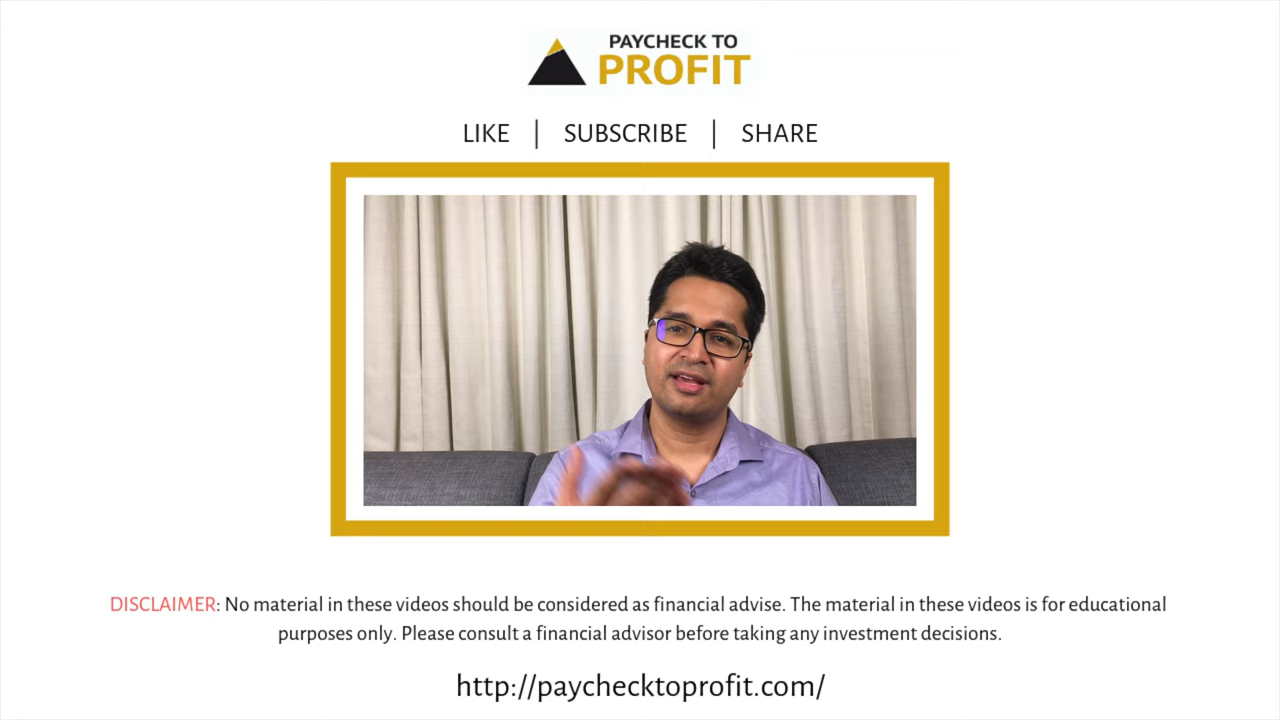 PAYCHECK TO
PROFIT
LIKE | SUBSCRIBE | SHARE
DISCLAIMER: No material in these videos should be considered as financial advise. The material in these videos is for educational
purposes only. Please consult a financial advisor before taking any investment decisions.
http://paychecktoprofit.com/